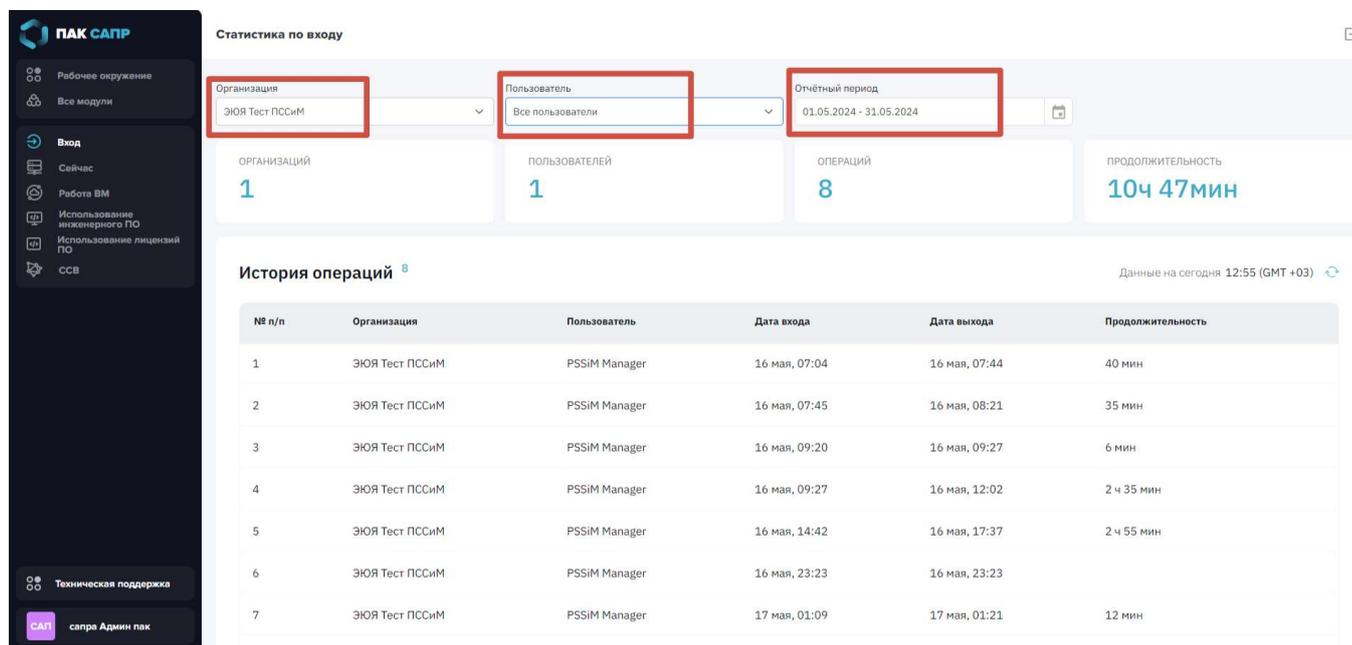 ПАК САПР
Рабочее окружение
Все модули
Вход
Сейчас
Работа ВМ
Использование
инженерного ПО
Использование лицензий
ПО
ССВ
Техническая поддержка
САП
сапра Админ пак
Статистика по входу
Организация
Пользователь
Отчётный период
ЭЮЯ Тест ПССиМ
Все пользователи
01.05.2024 - 31.05.2024
ОРГАНИЗАЦИЙ
ПОЛЬЗОВАТЕЛЕЙ
ОПЕРАЦИЙ
ПРОДОЛЖИТЕЛЬНОСТЬ
1
1
8
10ч 47мин
История операций 8
Данные на сегодня 12:55 (GMT +03)
№ п/п Организация Пользователь Дата входа Дата выхода Продолжительность
1 ЭЮЯ Тест ПССиМ PSSiM Manager 16 мая, 07:04 16 мая, 07:44 40 мин
2 ЭЮЯ Тест ПССиМ PSSiM Manager 16 мая, 07:45 16 мая, 08:21 35 мин
3 ЭЮЯ Тест ПССиМ PSSiM Manager 16 мая, 09:20 16 мая, 09:27 6 мин
4 ЭЮЯ Тест ПССиМ PSSiM Manager 16 мая, 09:27 16 мая, 12:02 2 ч 35 мин
5 ЭЮЯ Тест ПССиМ PSSiM Manager 16 мая, 14:42 16 мая, 17:37 2 ч 55 мин
6 ЭЮЯ Тест ПССиМ PSSiM Manager 16 мая, 23:23 16 мая, 23:23
7 ЭЮЯ Тест ПССиМ PSSiM Manager 17 мая, 01:09 17 мая, 01:21 12 мин